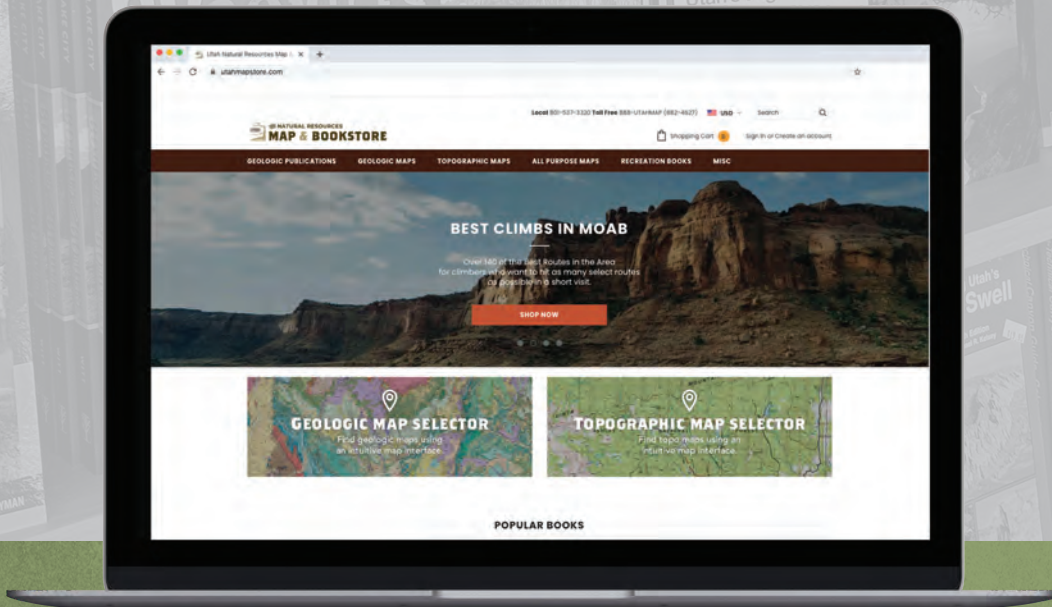 Utah Natural Resources Map
utahmapstore.com
Local 801-537-3320 Toll Free 888-UTAHMAP (882-4627)
USD
Search
NATURAL RESOURCES
MAP & BOOKSTORE
Shopping Cart
Sign in or Create an account
GEOLOGIC PUBLICATIONS
GEOLOGIC MAPS
TOPOGRAPHIC MAPS
ALL PURPOSE MAPS
RECREATION BOOKS
MISC
BEST CLIMBS IN MOAB
Over 140 of the Best Routes in the Area
for climbers who want to hit as many select routes
as possible in a short visit.
SHOP NOW
GEOLOGIC MAP SELECTOR
Find geologic maps using
an intuitive map interface.
TOPOGRAPHIC MAP SELECTOR
Find topo maps using an
intuitive map interface.
POPULAR BOOKS
Utah's
Swell